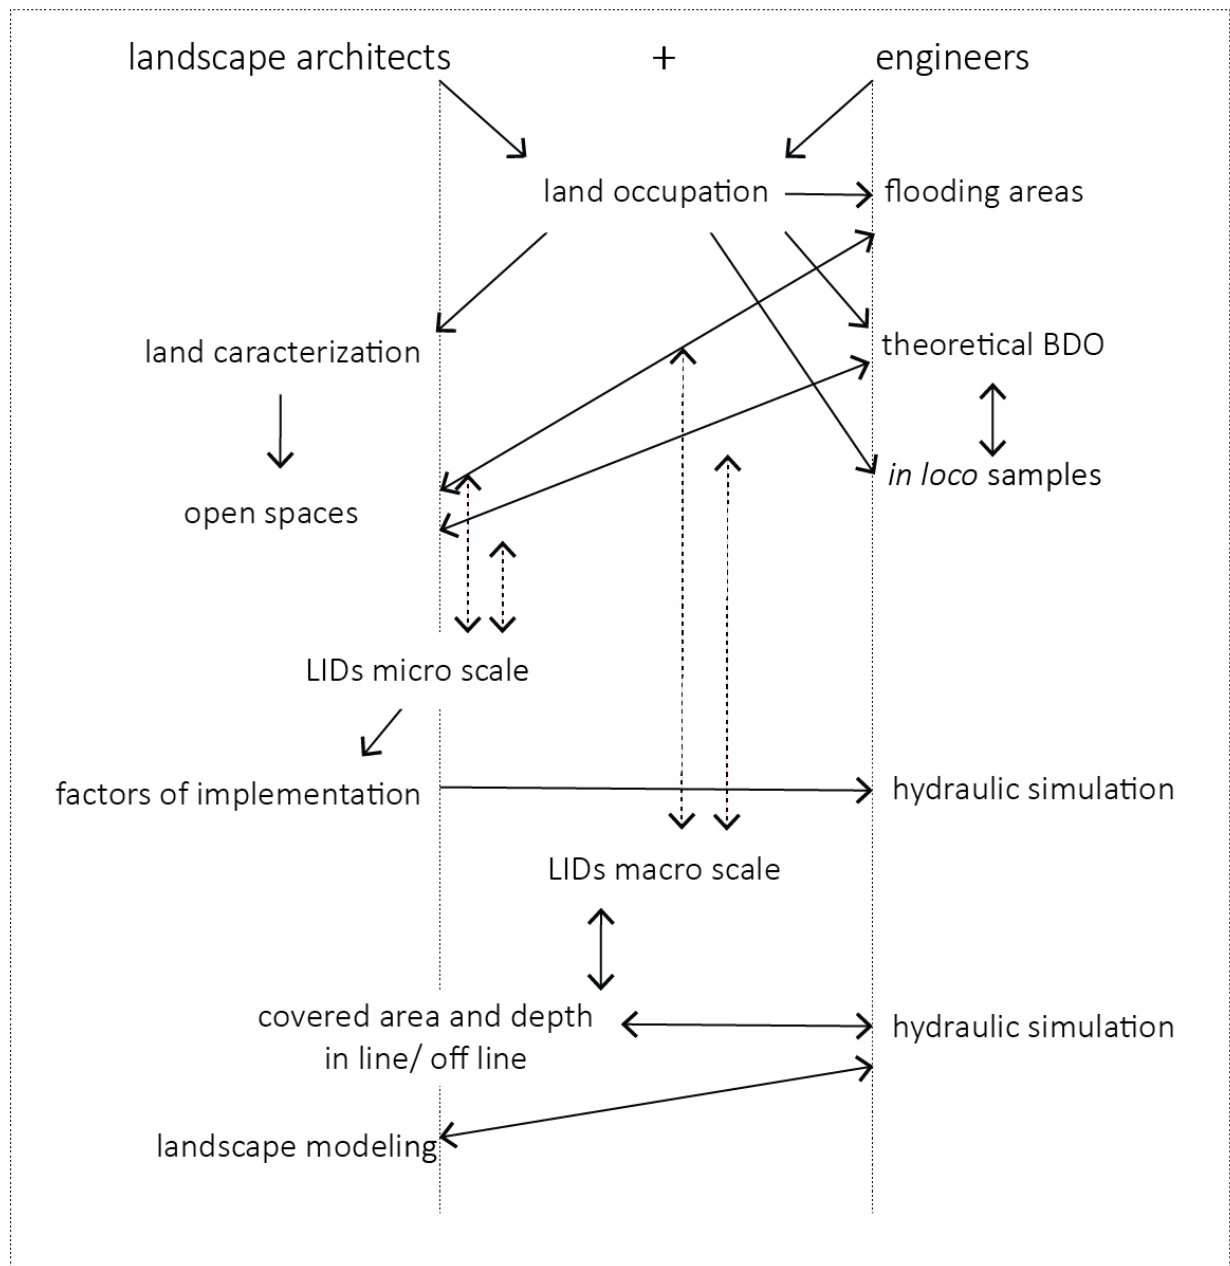 landscape architects + engineers
land occupation flooding areas
land caracterization theoretical BDO
in loco samples
open spaces
LIDs micro scale
factors of implementation hydraulic simulation
LIDs macro scale
covered area and depth hydraulic simulation
in line/ off line
landscape modeling